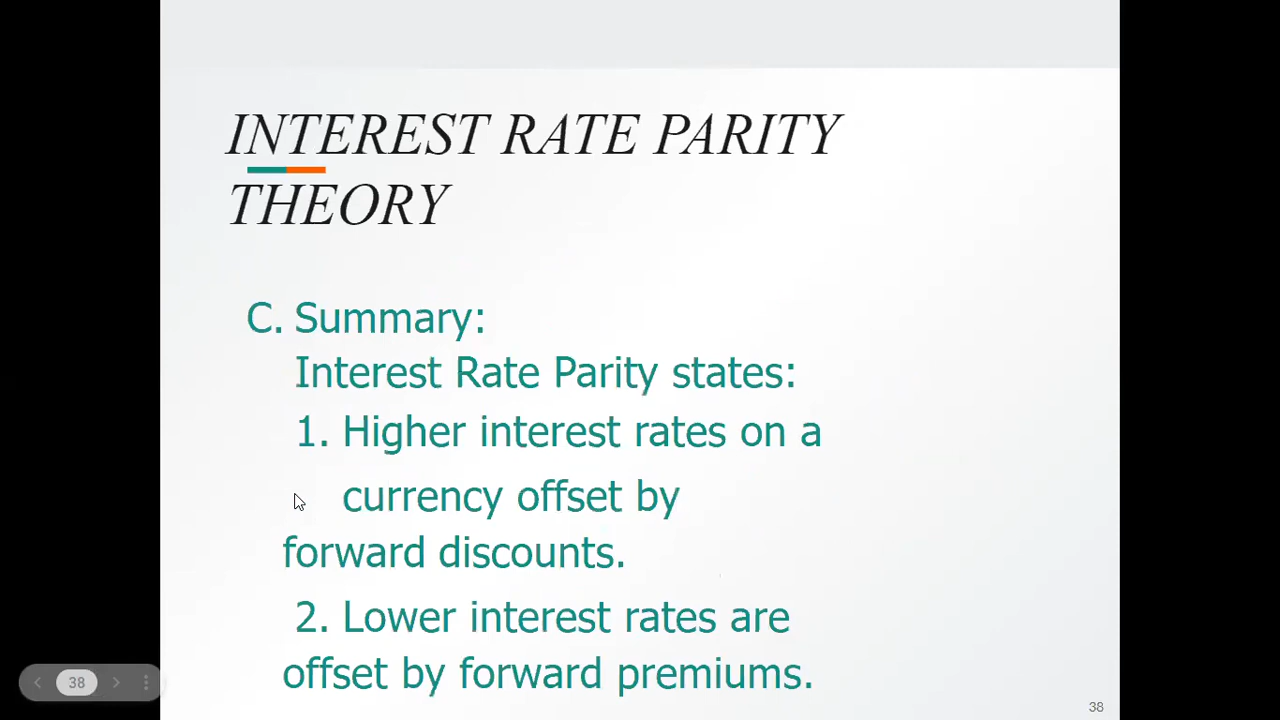 INTEREST RATE PARITY
THEORY
C. Summary:
Interest Rate Parity states:
1. Higher interest rates on a
currency offset by
forward discounts.
2. Lower interest rates are
offset by forward premiums.
38
38